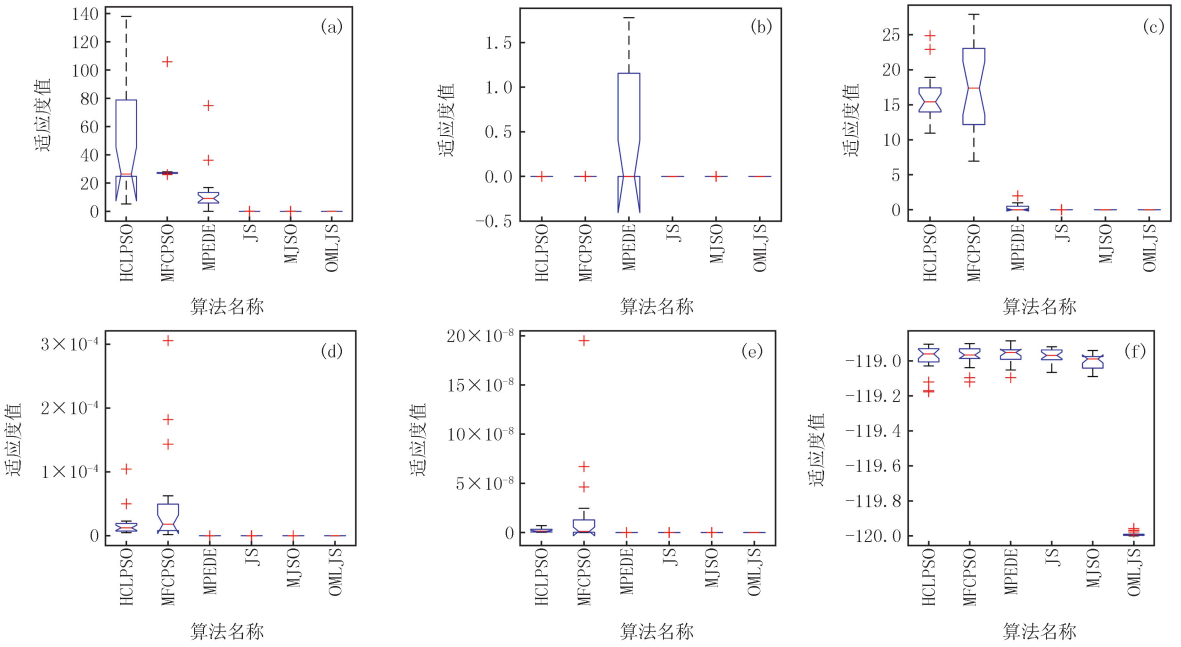 (a)
140
120
100
80
60
40
20
0
适应度值
HCLPSO
MFCPSO
MPEDE
JS
MJSO
OMLJS
算法名称
(b)
1.5
1.0
0.5
0.0
−0.5
适应度值
HCLPSO
MFCPSO
MPEDE
JS
MJSO
OMLJS
算法名称
(c)
25
20
15
10
5
0
适应度值
HCLPSO
MFCPSO
MPEDE
JS
MJSO
OMLJS
算法名称
(d)
3×10⁻⁴
2×10⁻⁴
1×10⁻⁴
0
适应度值
HCLPSO
MFCPSO
MPEDE
JS
MJSO
OMLJS
算法名称
(e)
20×10⁻⁸
15×10⁻⁸
10×10⁻⁸
5×10⁻⁸
0
适应度值
HCLPSO
MFCPSO
MPEDE
JS
MJSO
OMLJS
算法名称
(f)
−119.0
−119.2
−119.4
−119.6
−119.8
−120.0
适应度值
HCLPSO
MFCPSO
MPEDE
JS
MJSO
OMLJS
算法名称